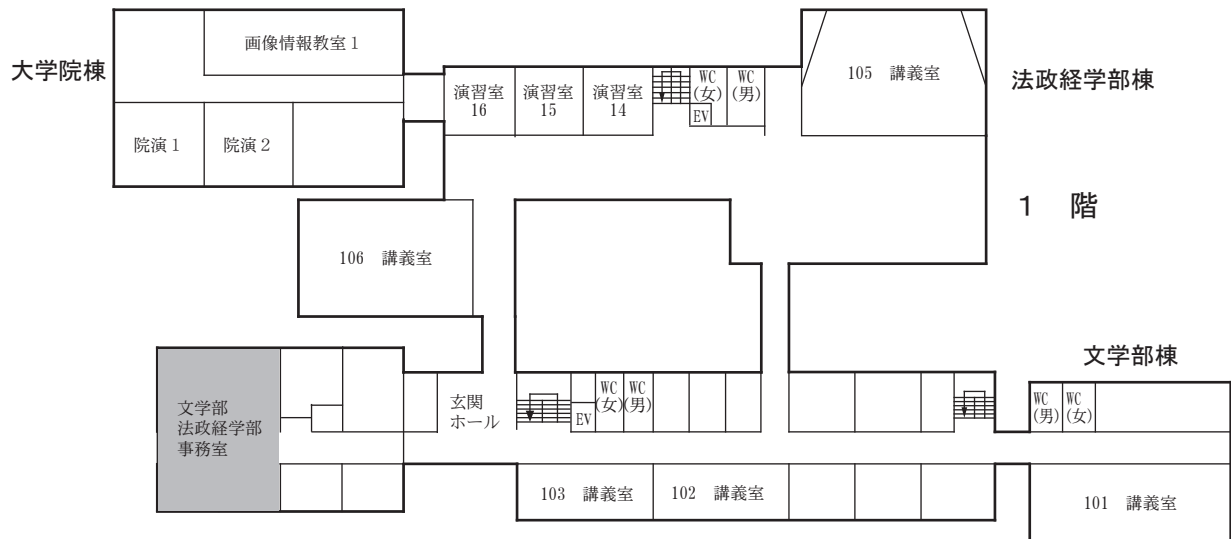 画像情報教室１
大学院棟
演習室
16
演習室
15
演習室
14
WC
(女)
WC
(男)
EV
105　講義室
法政経学部棟
院演１
院演２
１　階
106　講義室
文学部棟
文学部
法政経学部
事務室
玄関
ホール
EV
WC
(女)
WC
(男)
WC
(男)
WC
(女)
103　講義室
102　講義室
101　講義室